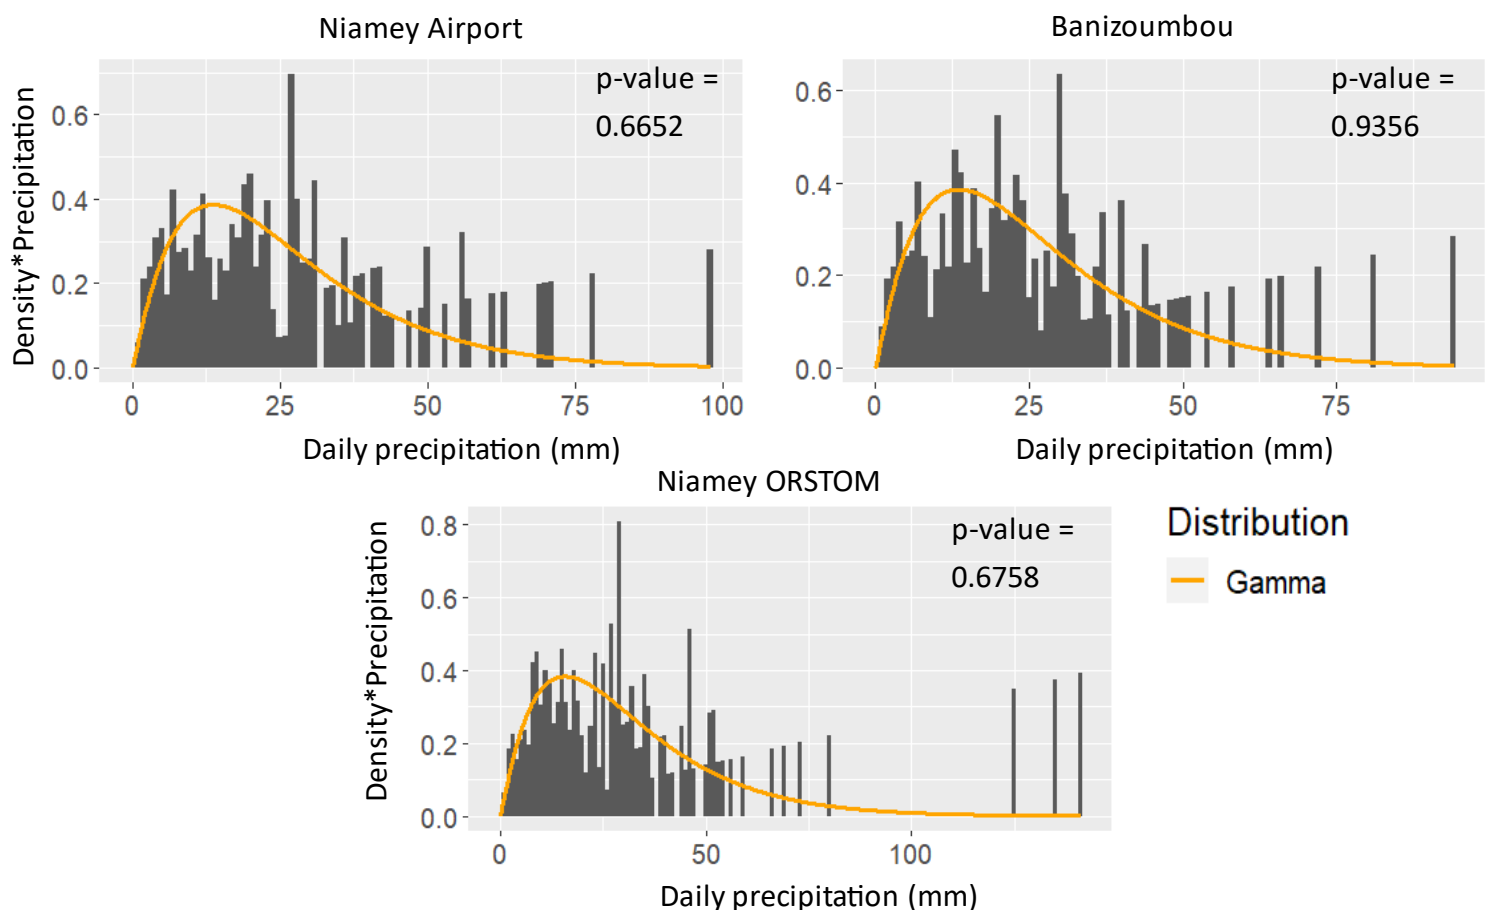 Niamey Airport
p-value =
0.6652
Density*Precipitation
0.6
0.4
0.2
0.0
0 25 50 75 100
Daily precipitation (mm)
Banizoumbou
p-value =
0.9356
0.6
0.4
0.2
0.0
0 25 50 75
Daily precipitation (mm)
Niamey ORSTOM
p-value =
0.6758
Density*Precipitation
0.8
0.6
0.4
0.2
0.0
0 50 100
Daily precipitation (mm)
Distribution
Gamma